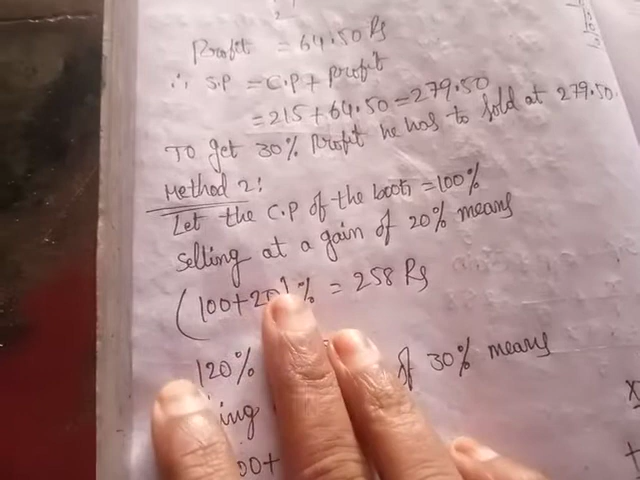 Profit = 64.50 Rs
∴ S.P = C.P + Profit
= 215 + 64.50 = 279.50
To get 30% Profit he has to sold at 279.50.
Method 2:
Let the C.P of the book = 100%
Selling at a gain of 20% means
(100+20)% = 258 Rs
120%
of 30% means
ing
00+